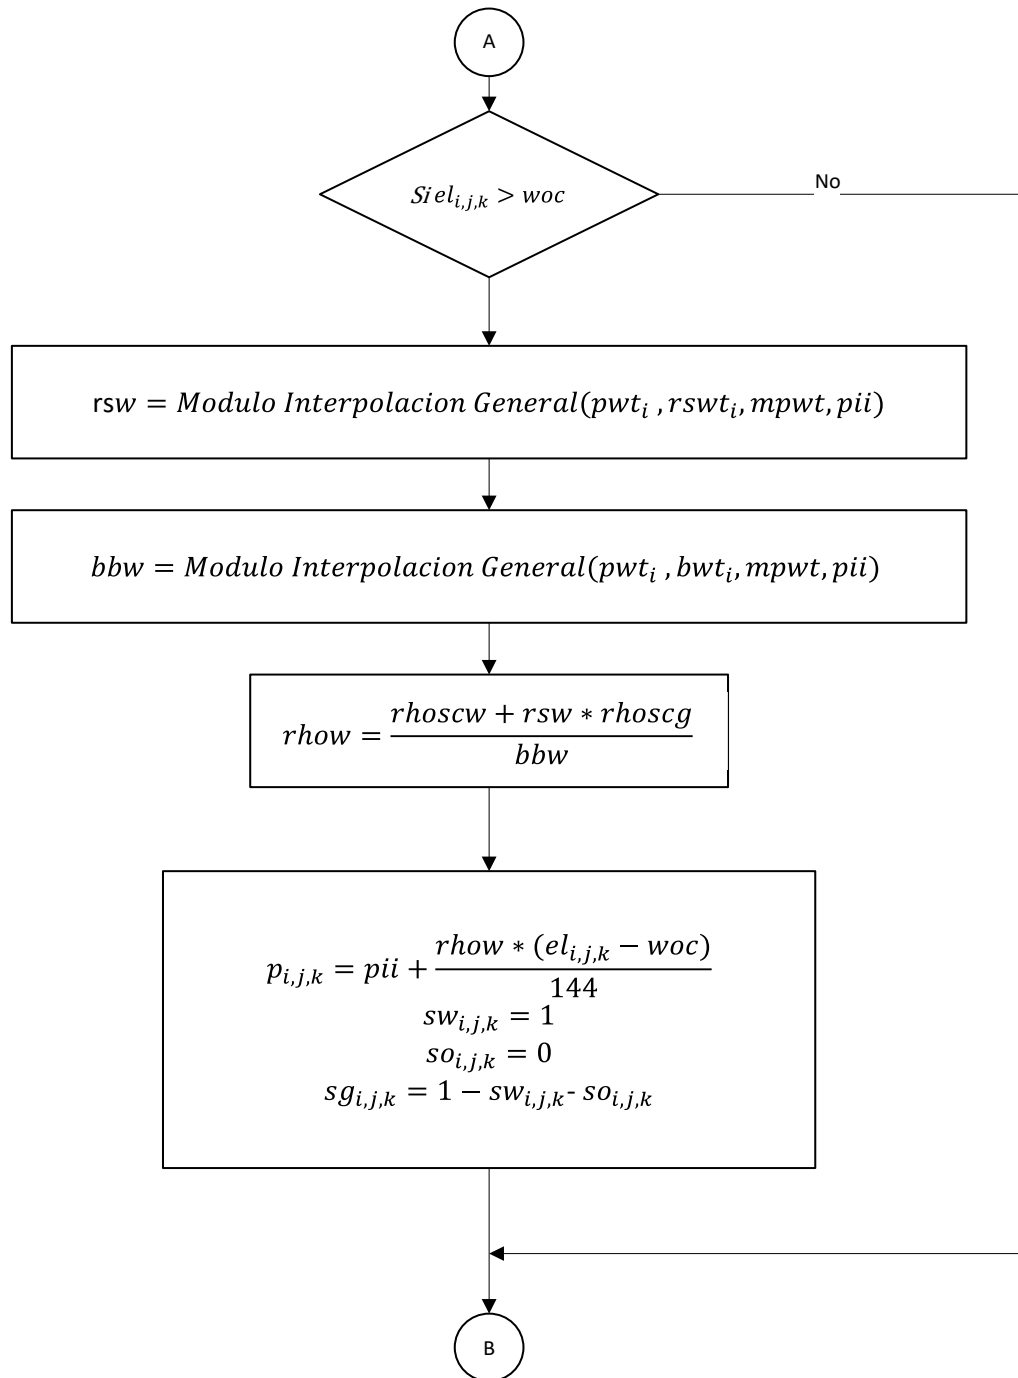 A
Si el_{i,j,k} > woc
No
rsw = Modulo Interpolacion General(pwt_i , rswt_i, mpwt, pii)
bbw = Modulo Interpolacion General(pwt_i , bwt_i, mpwt, pii)
rhow = \frac{rhoscw + rsw * rhoscg}{bbw}
p_{i,j,k} = pii + \frac{rhow * (el_{i,j,k} − woc)}{144}
sw_{i,j,k} = 1
so_{i,j,k} = 0
sg_{i,j,k} = 1 − sw_{i,j,k}- so_{i,j,k}
B